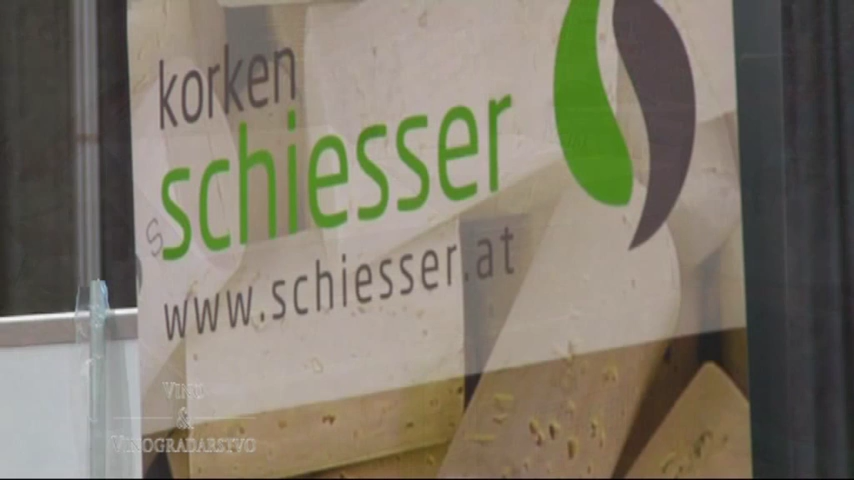 korken
schiesser
s
www.schiesser.at
VINO
&
VINOGRADARSTVO